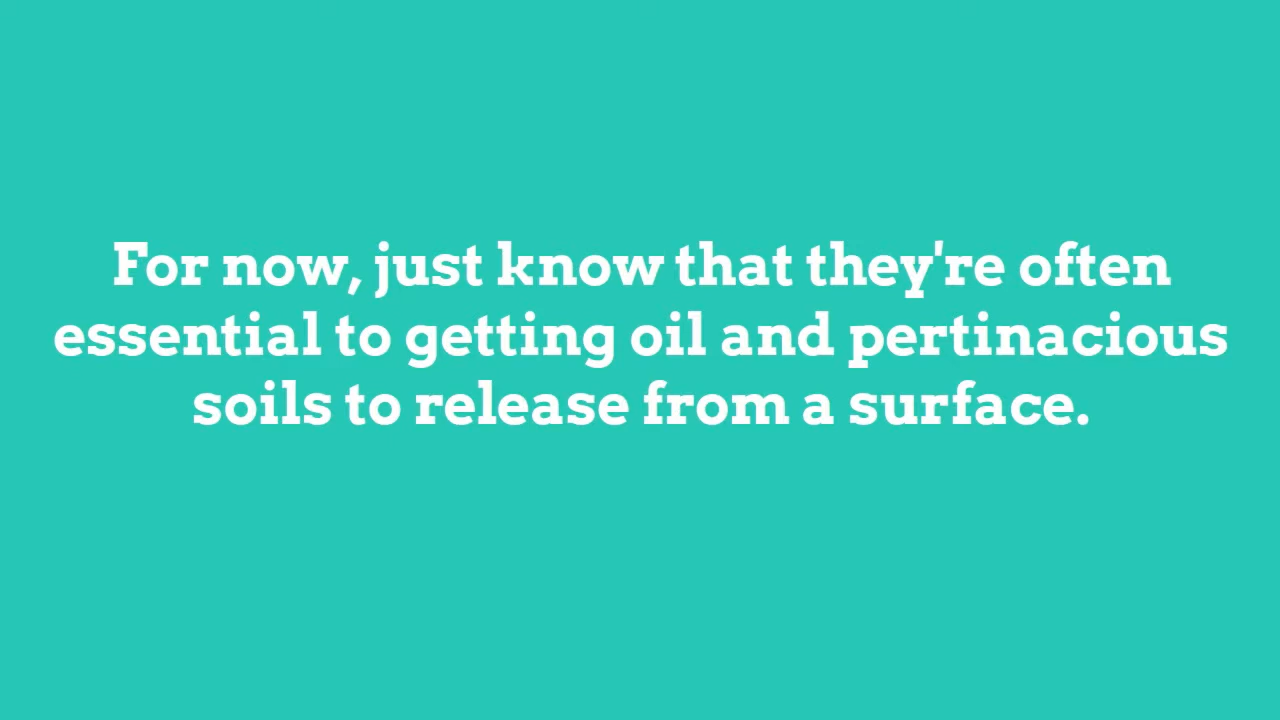 For now, just know that they're often
essential to getting oil and pertinacious
soils to release from a surface.